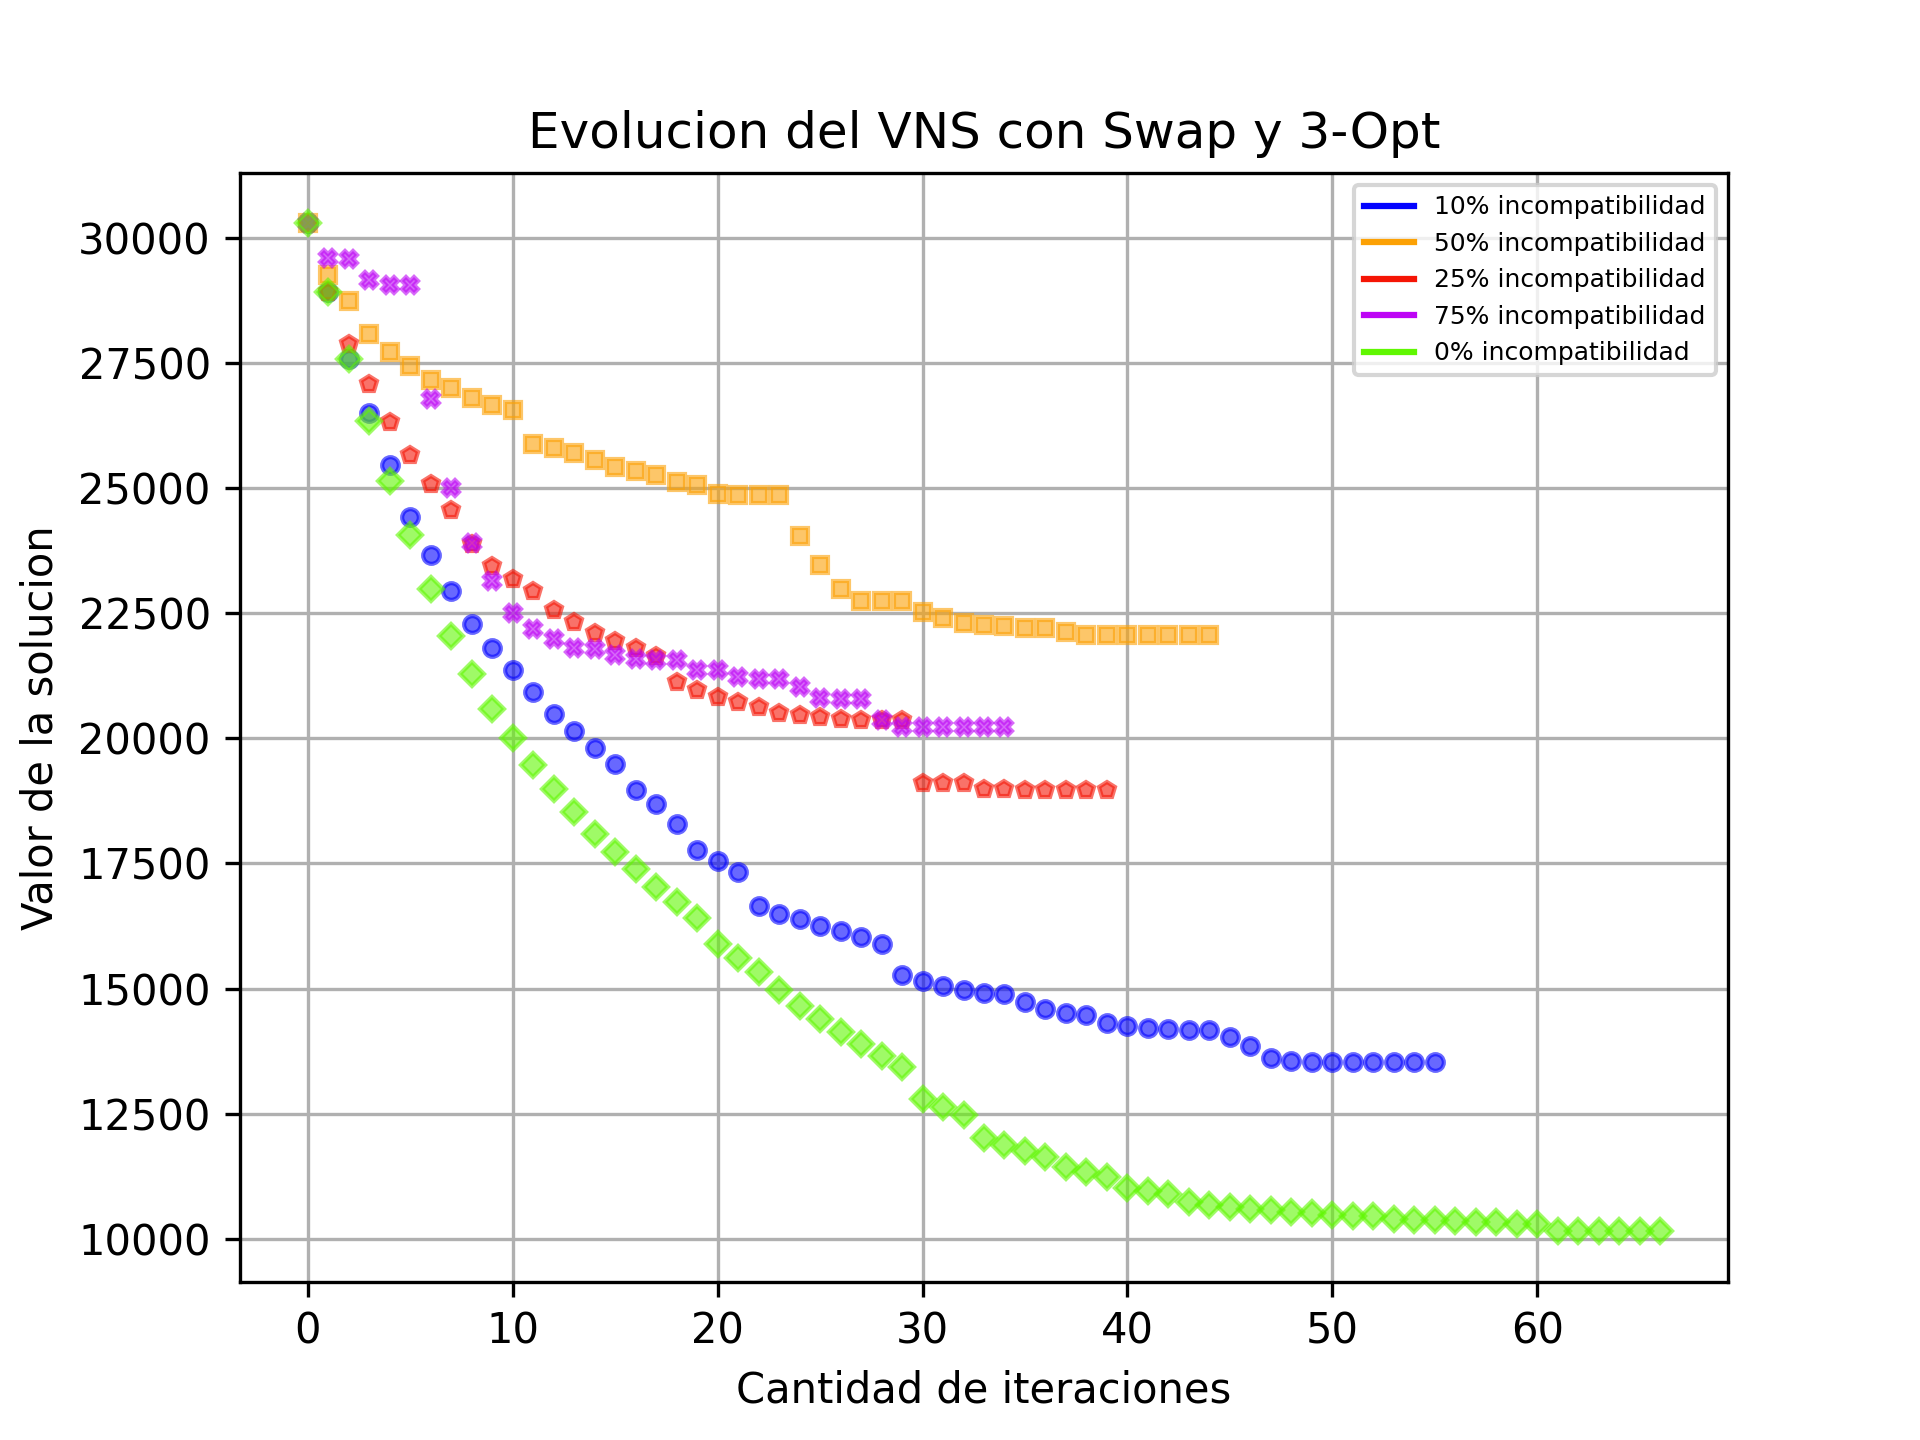 Evolucion del VNS con Swap y 3-Opt
10% incompatibilidad
50% incompatibilidad
25% incompatibilidad
75% incompatibilidad
0% incompatibilidad
Valor de la solucion
30000
27500
25000
22500
20000
17500
15000
12500
10000
0 10 20 30 40 50 60
Cantidad de iteraciones